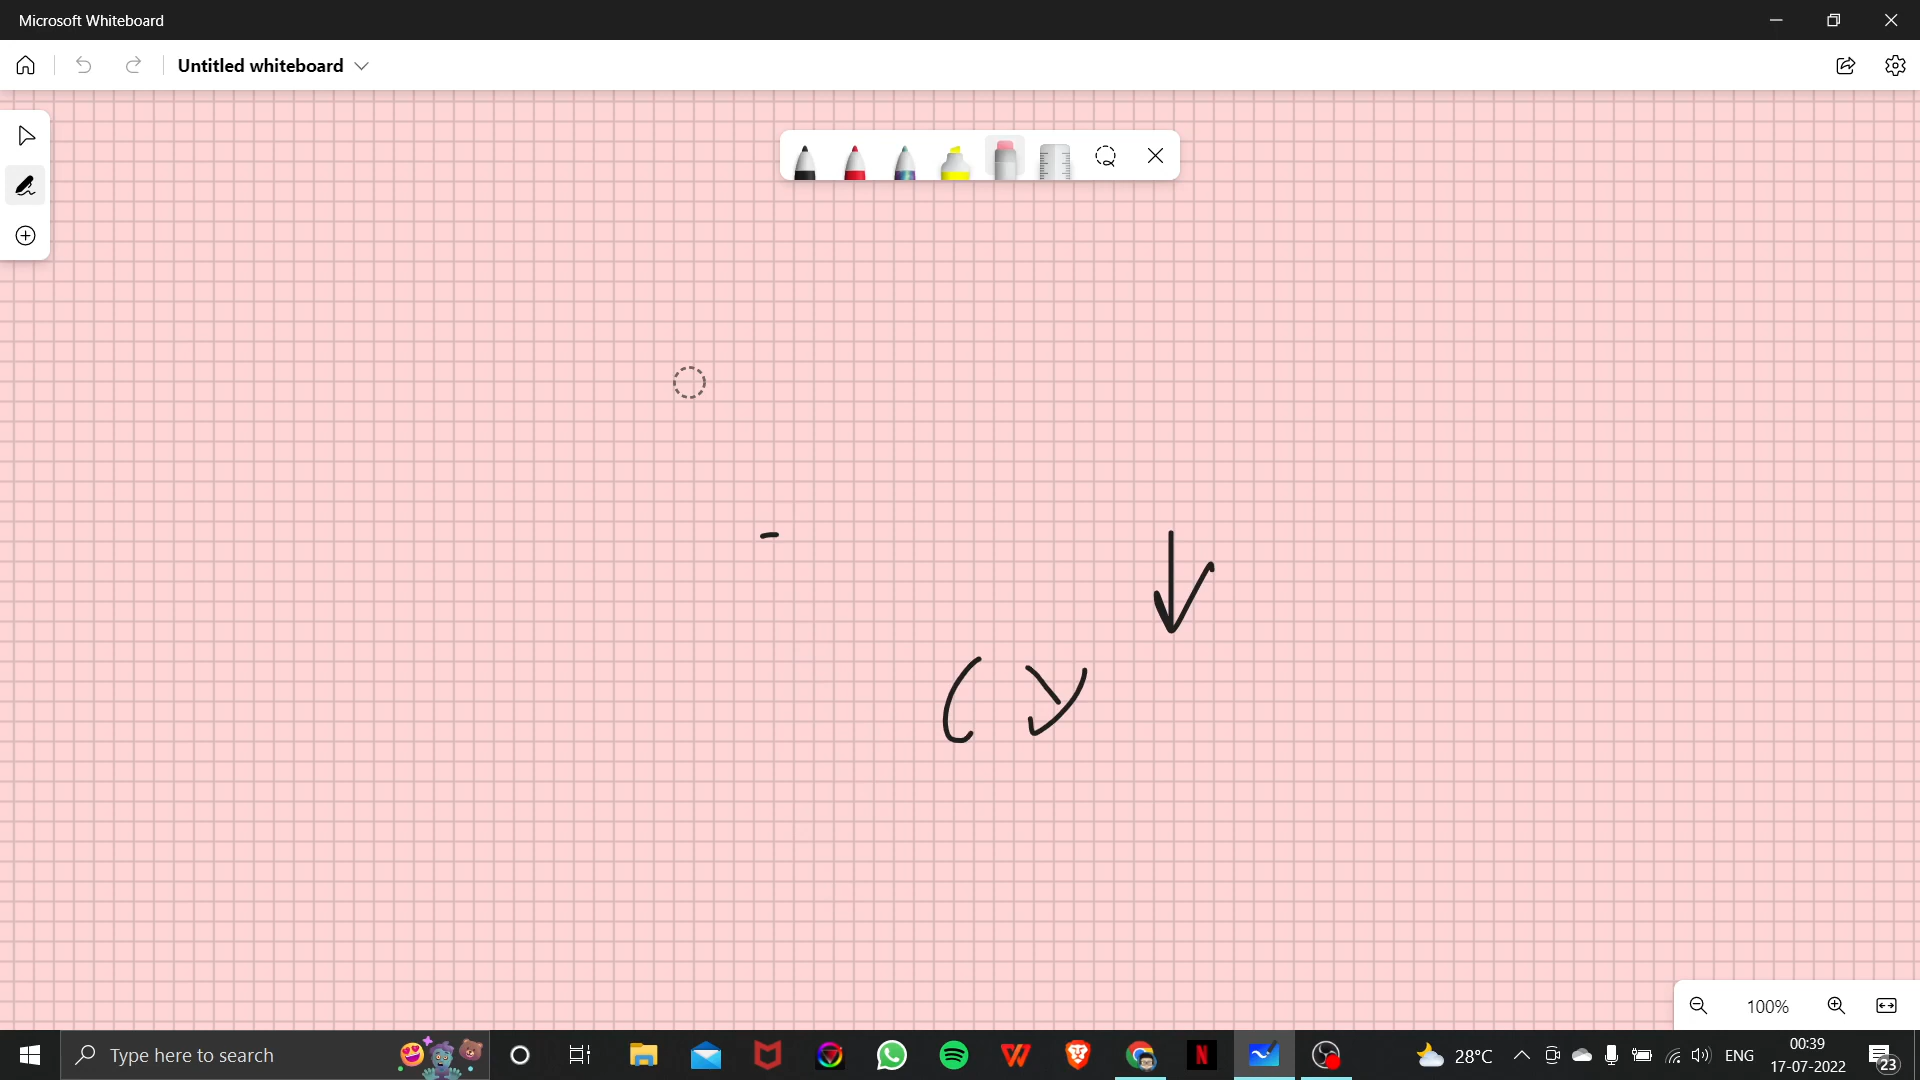 Microsoft Whiteboard
Untitled whiteboard
100%
Type here to search
28°C
ENG
00:39
17-07-2022
23